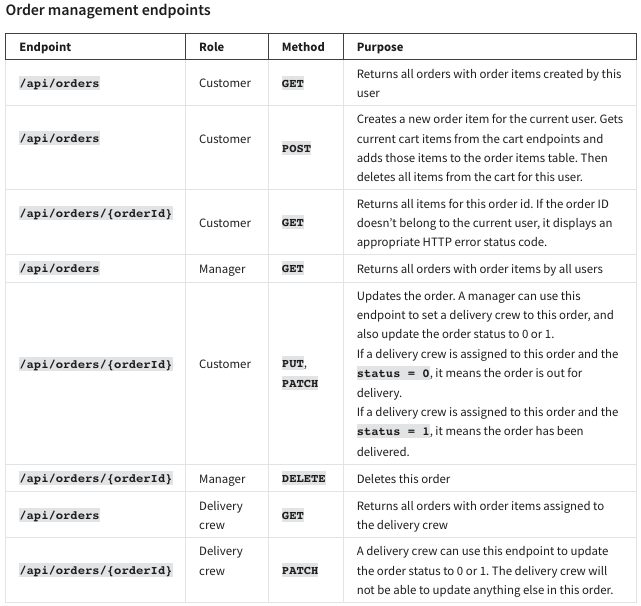 Order management endpoints
Endpoint Role Method Purpose
/api/orders Customer GET Returns all orders with order items created by this
user
/api/orders Customer POST Creates a new order item for the current user. Gets
current cart items from the cart endpoints and
adds those items to the order items table. Then
deletes all items from the cart for this user.
/api/orders/{orderId} Customer GET Returns all items for this order id. If the order ID
doesn't belong to the current user, it displays an
appropriate HTTP error status code.
/api/orders Manager GET Returns all orders with order items by all users
/api/orders/{orderId} Customer PUT, Updates the order. A manager can use this
PATCH endpoint to set a delivery crew to this order, and
also update the order status to 0 or 1.
If a delivery crew is assigned to this order and the
status = 0, it means the order is out for
delivery.
If a delivery crew is assigned to this order and the
status = 1, it means the order has been
delivered.
/api/orders/{orderId} Manager DELETE Deletes this order
/api/orders Delivery GET Returns all orders with order items assigned to
crew the delivery crew
/api/orders/{orderId} Delivery PATCH A delivery crew can use this endpoint to update
crew the order status to 0 or 1. The delivery crew will
not be able to update anything else in this order.